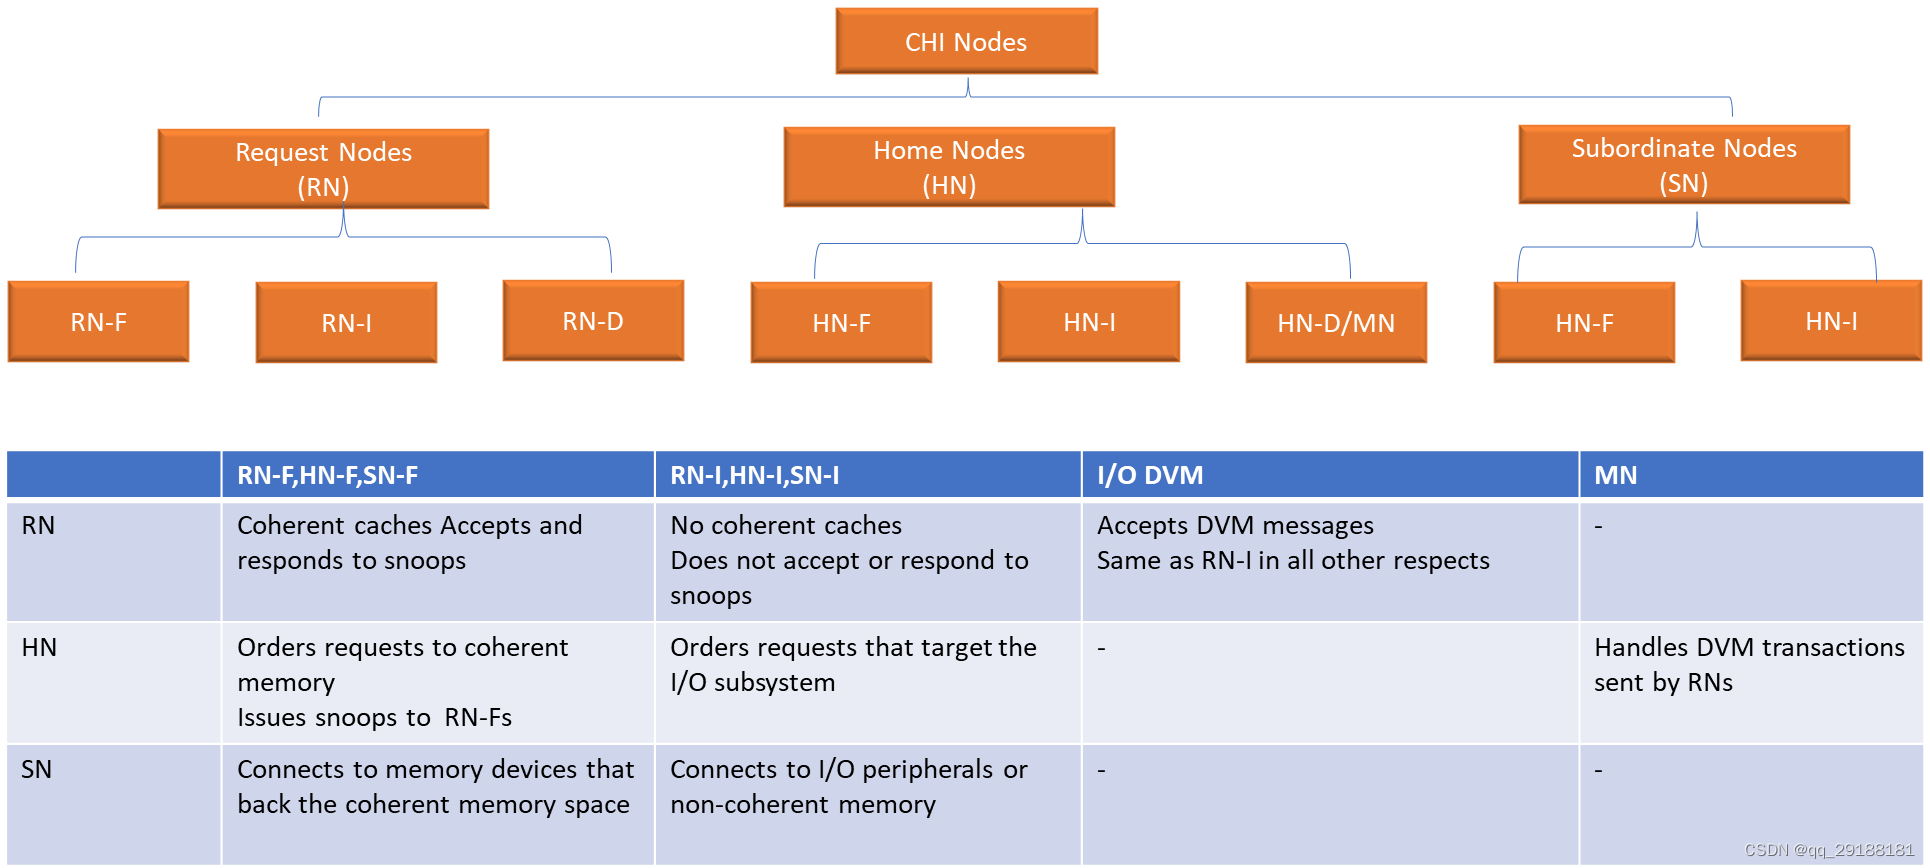 CHI Nodes
Request Nodes
(RN)
Home Nodes
(HN)
Subordinate Nodes
(SN)
RN-F
RN-I
RN-D
HN-F
HN-I
HN-D/MN
HN-F
HN-I
RN-F,HN-F,SN-F
RN-I,HN-I,SN-I
I/O DVM
MN
RN
Coherent caches Accepts and
responds to snoops
No coherent caches
Does not accept or respond to
snoops
Accepts DVM messages
Same as RN-I in all other respects
-
HN
Orders requests to coherent
memory
Issues snoops to RN-Fs
Orders requests that target the
I/O subsystem
-
Handles DVM transactions
sent by RNs
SN
Connects to memory devices that
back the coherent memory space
Connects to I/O peripherals or
non-coherent memory
-
-
CSDN @qq_29188181